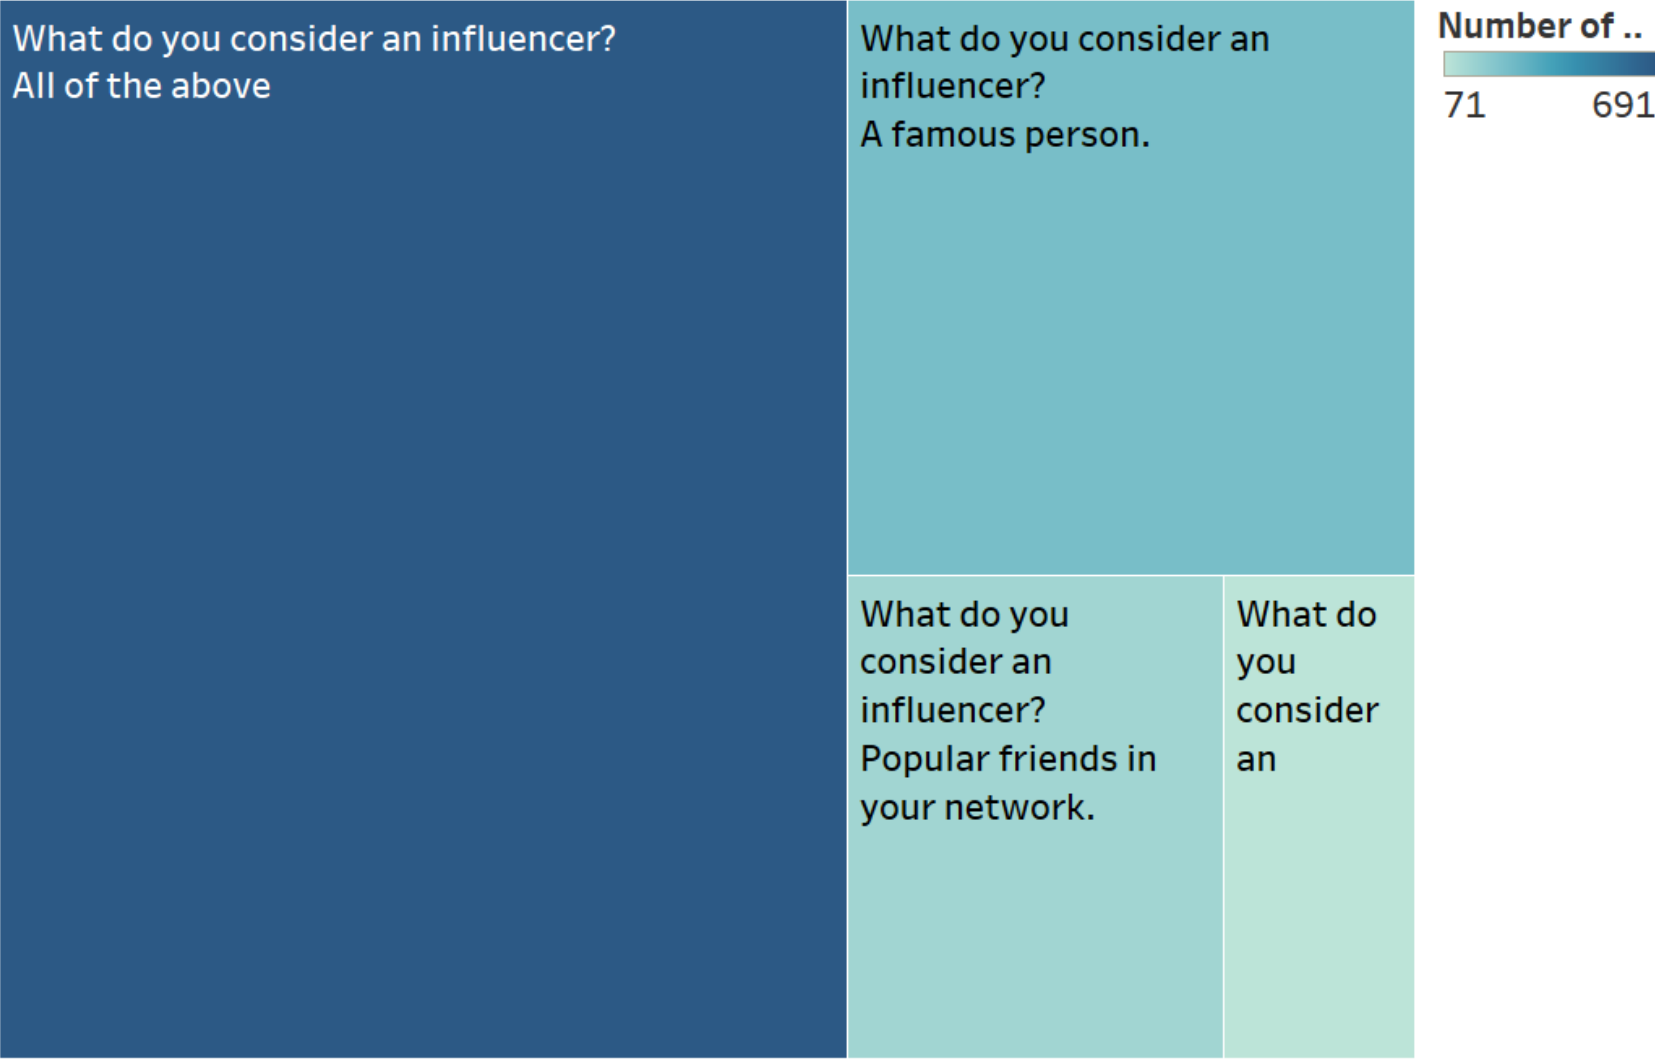 What do you consider an influencer?
All of the above
What do you consider an
influencer?
A famous person.
What do you
consider an
influencer?
Popular friends in
your network.
What do
you
consider
an
Number of ..
71 691